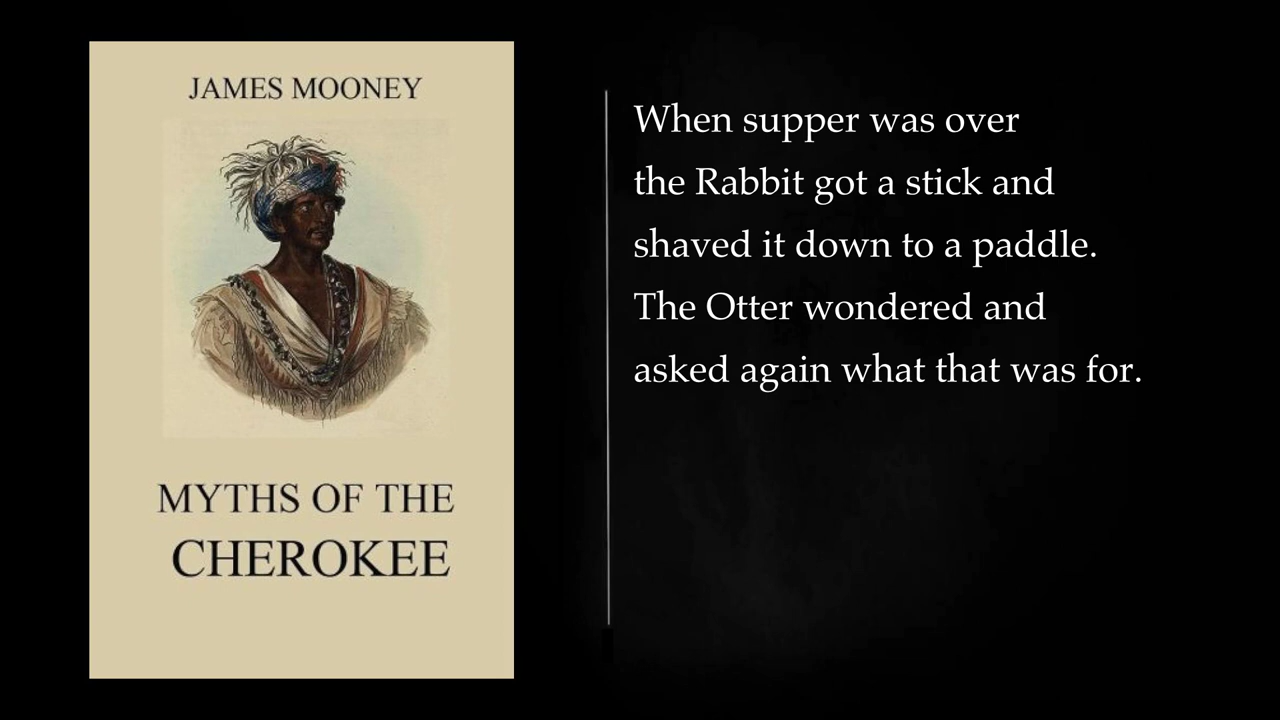 JAMES MOONEY
MYTHS OF THE
CHEROKEE
When supper was over
the Rabbit got a stick and
shaved it down to a paddle.
The Otter wondered and
asked again what that was for.